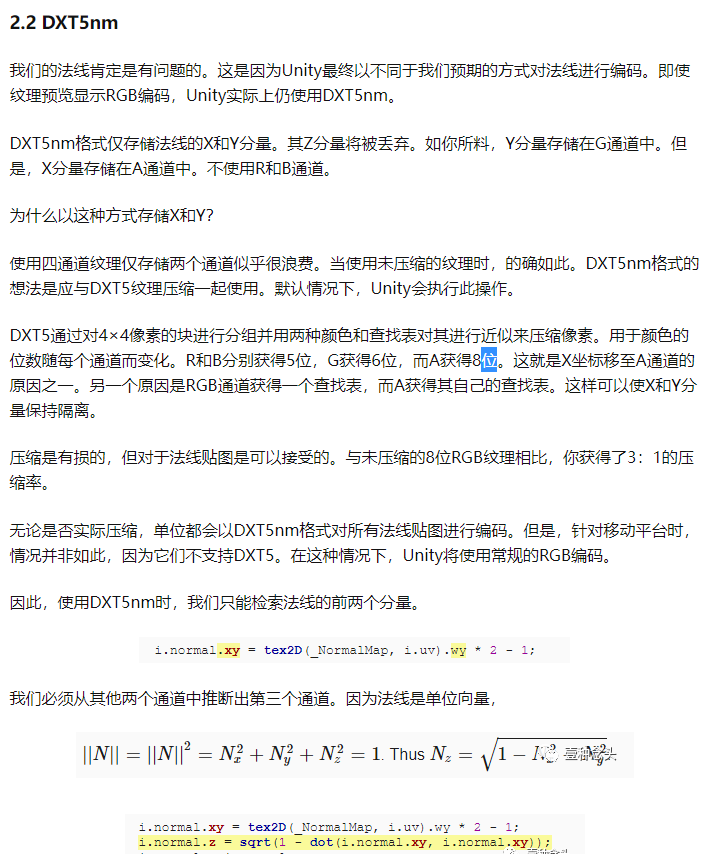 2.2 DXT5nm
我们的法线肯定是有问题的。这是因为Unity最终以不同于我们预期的方式对法线进行编码。即使
纹理预览显示RGB编码，Unity实际上仍使用DXT5nm。
DXT5nm格式仅存储法线的X和Y分量。其Z分量将被丢弃。如你所料，Y分量存储在G通道中。但
是，X分量存储在A通道中。不使用R和B通道。
为什么以这种方式存储X和Y？
使用四通道纹理仅存储两个通道似乎很浪费。当使用未压缩的纹理时，的确如此。DXT5nm格式的
想法是应与DXT5纹理压缩一起使用。默认情况下，Unity会执行此操作。
DXT5通过对4×4像素的块进行分组并用两种颜色和查找表对其进行近似来压缩像素。用于颜色的
位数随每个通道而变化。R和B分别获得5位，G获得6位，而A获得8位。这就是X坐标移至A通道的
原因之一。另一个原因是RGB通道获得一个查找表，而A获得其自己的查找表。这样可以使X和Y分
量保持隔离。
压缩是有损的，但对于法线贴图是可以接受的。与未压缩的8位RGB纹理相比，你获得了3：1的压
缩率。
无论是否实际压缩，单位都会以DXT5nm格式对所有法线贴图进行编码。但是，针对移动平台时，
情况并非如此，因为它们不支持DXT5。在这种情况下，Unity将使用常规的RGB编码。
因此，使用DXT5nm时，我们只能检索法线的前两个分量。
i.normal.xy = tex2D(_NormalMap, i.uv).wy * 2 - 1;
我们必须从其他两个通道中推断出第三个通道。因为法线是单位向量，
||N|| = ||N||² = N_x² + N_y² + N_z² = 1. Thus N_z = √(1 − N_x² − N_y²).
i.normal.xy = tex2D(_NormalMap, i.uv).wy * 2 - 1;
i.normal.z = sqrt(1 - dot(i.normal.xy, i.normal.xy));